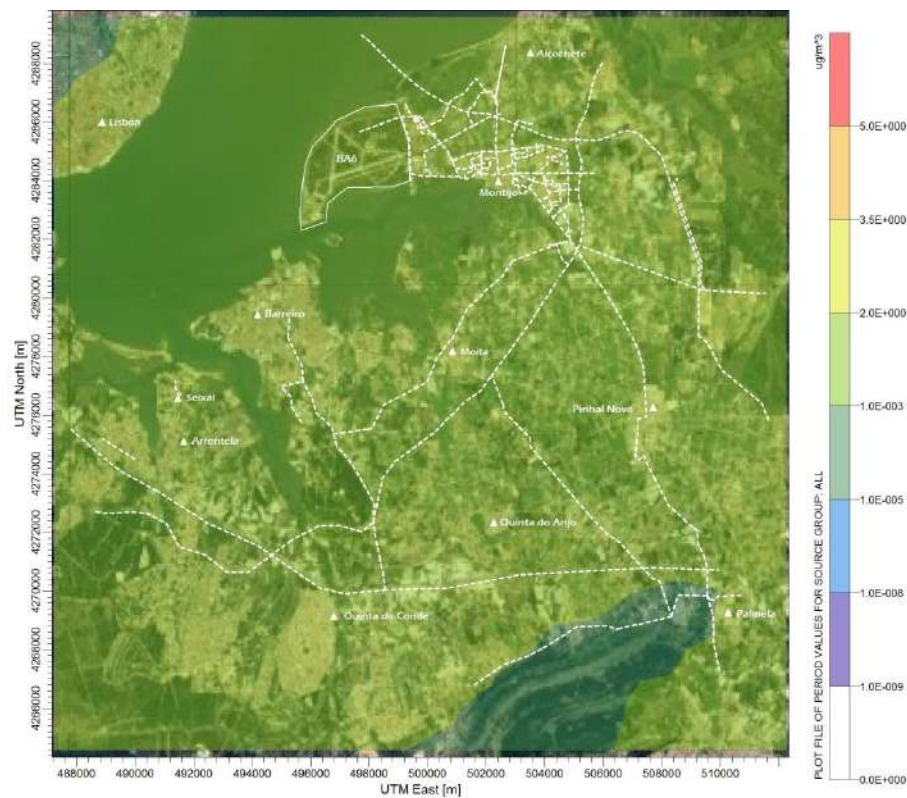 ug/m^3
Alcochete
Lisboa
BA6
Montijo
Barreiro
Moita
Seixal
Pinhal Novo
Arrentela
Quinta do Anjo
Quinta do Conde
Palmela
UTM North [m]
4288000
4286000
4284000
4282000
4280000
4278000
4276000
4274000
4272000
4270000
4268000
4266000
488000 490000 492000 494000 496000 498000 500000 502000 504000 506000 508000 510000
UTM East [m]
5.0E+000
3.5E+000
2.0E+000
1.0E-003
1.0E-005
1.0E-008
1.0E-009
0.0E+000
PLOT FILE OF PERIOD VALUES FOR SOURCE GROUP: ALL